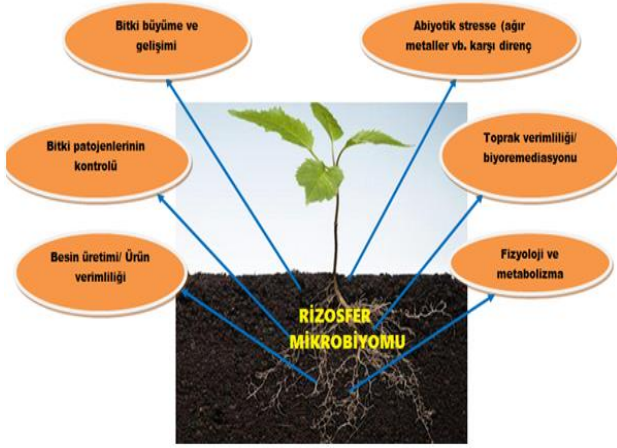 Bitki büyüme ve
gelişimi
Abiyotik stresse (ağır
metaller vb. karşı direnç
Bitki patojenlerinin
kontrolü
Toprak verimliliği/
biyoremediasyonu
Besin üretimi/ Ürün
verimliliği
Fizyoloji ve
metabolizma
RİZOSFER
MİKROBİYOMU